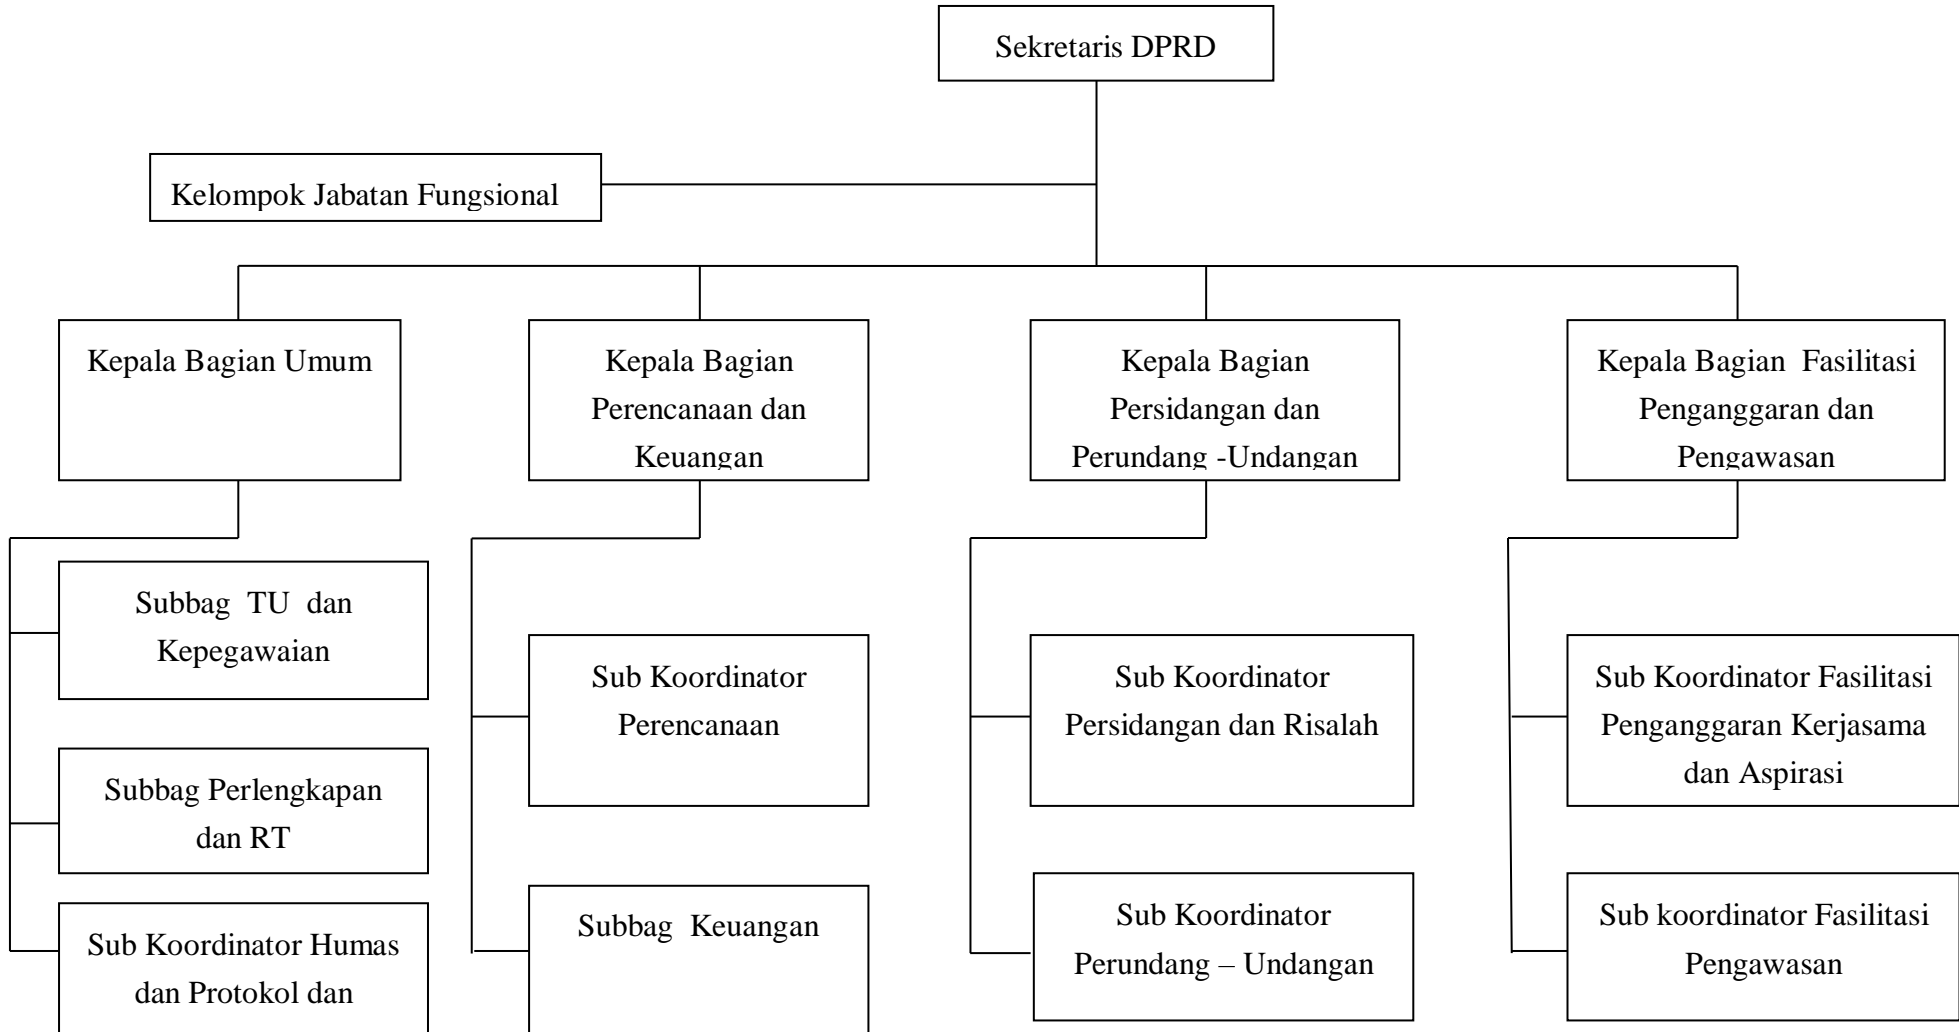 Sekretaris DPRD
Kelompok Jabatan Fungsional
Kepala Bagian Umum
Kepala Bagian
Perencanaan dan
Keuangan
Kepala Bagian
Persidangan dan
Perundang -Undangan
Kepala Bagian  Fasilitasi
Penganggaran dan
Pengawasan
Subbag  TU  dan
Kepegawaian
Subbag Perlengkapan
dan RT
Sub Koordinator Humas
dan Protokol dan
Sub Koordinator
Perencanaan
Subbag  Keuangan
Sub Koordinator
Persidangan dan Risalah
Sub Koordinator
Perundang – Undangan
Sub Koordinator Fasilitasi
Penganggaran Kerjasama
dan Aspirasi
Sub koordinator Fasilitasi
Pengawasan